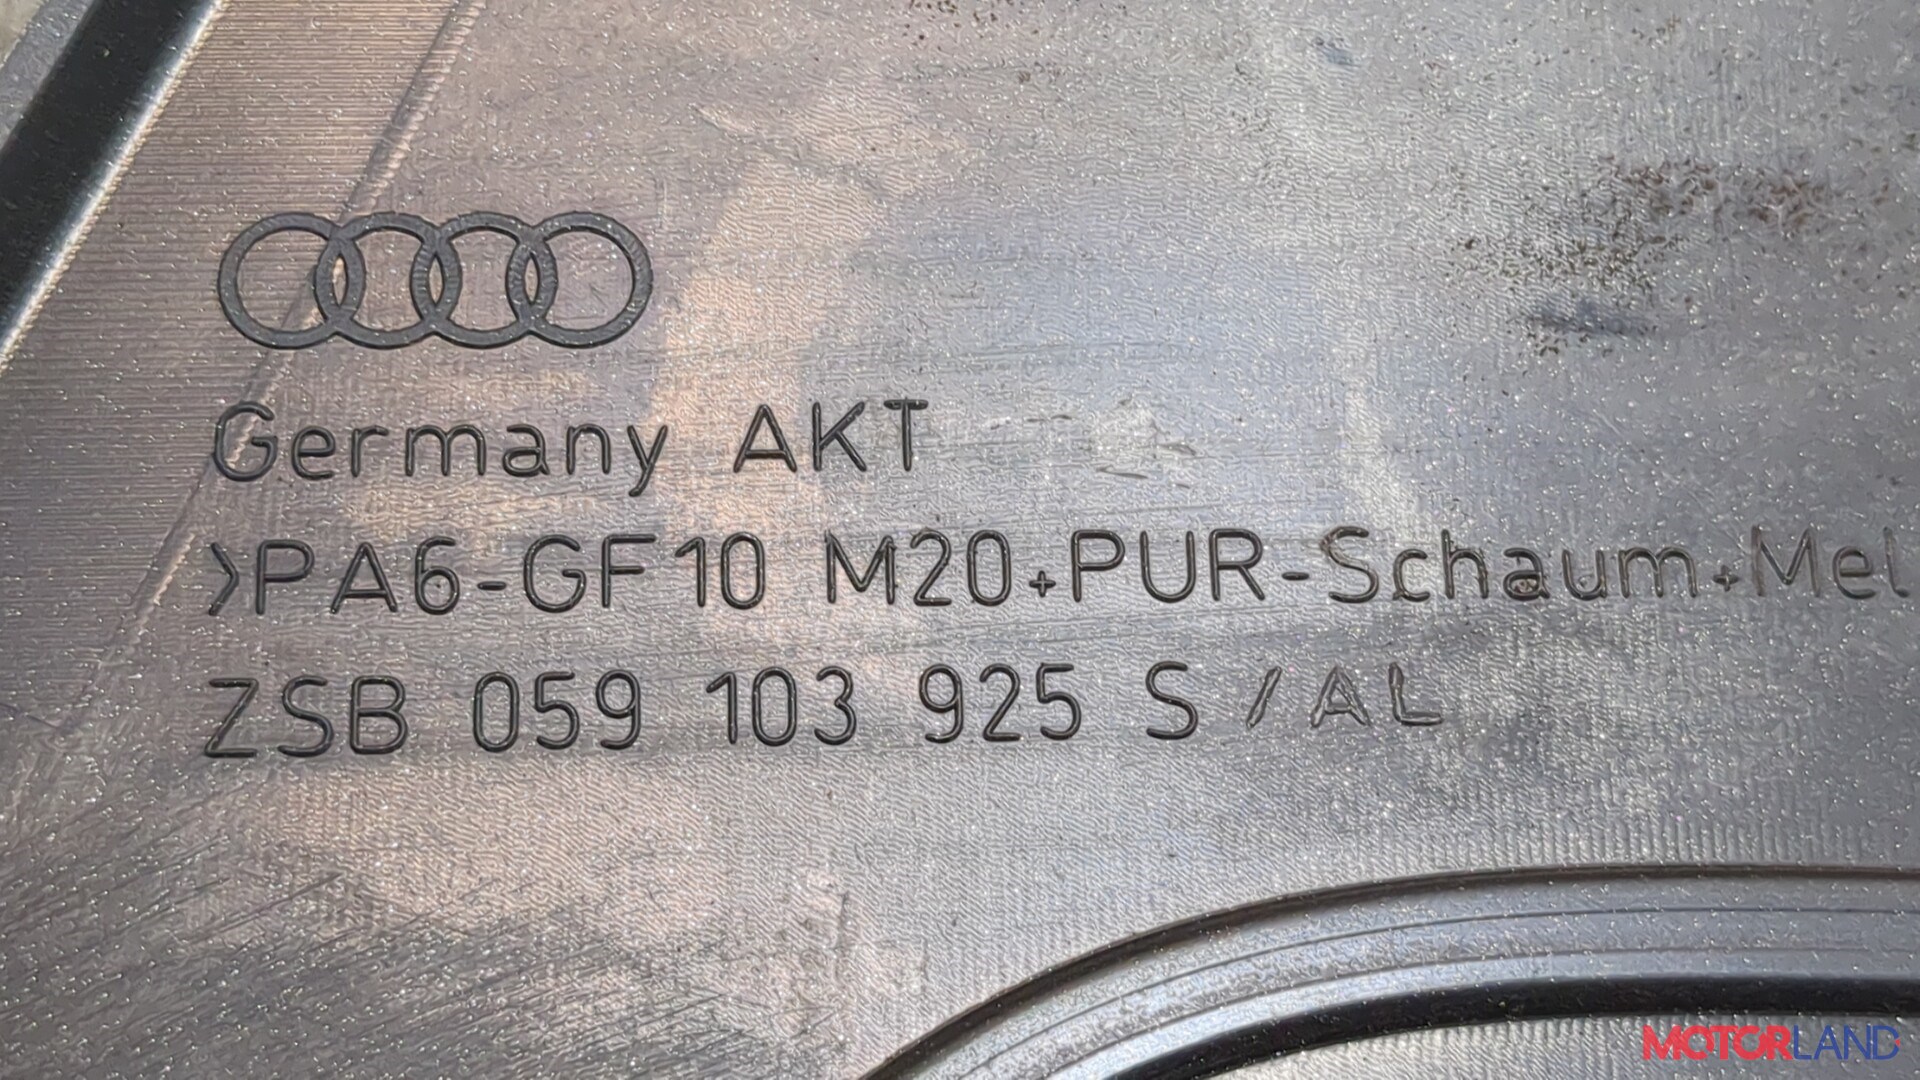 Germany AKT
>PA6-GF10 M20+PUR-Schaum+Mel
ZSB 059 103 925 S / AL
MOTORLAND